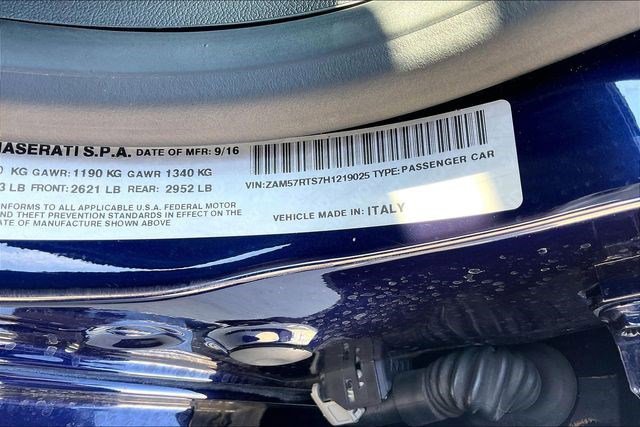 MASERATI S.P.A. DATE OF MFR: 9/16
KG GAWR: 1190 KG GAWR 1340 KG
LB FRONT: 2621 LB REAR: 2952 LB
CONFORMS TO ALL APPLICABLE U.S.A. FEDERAL MOTOR
AND THEFT PREVENTION STANDARDS IN EFFECT ON
DATE OF MANUFACTURE SHOWN ABOVE
VIN:ZAM57RTS7H1219025 TYPE: PASSENGER CAR
VEHICLE MADE IN: ITALY